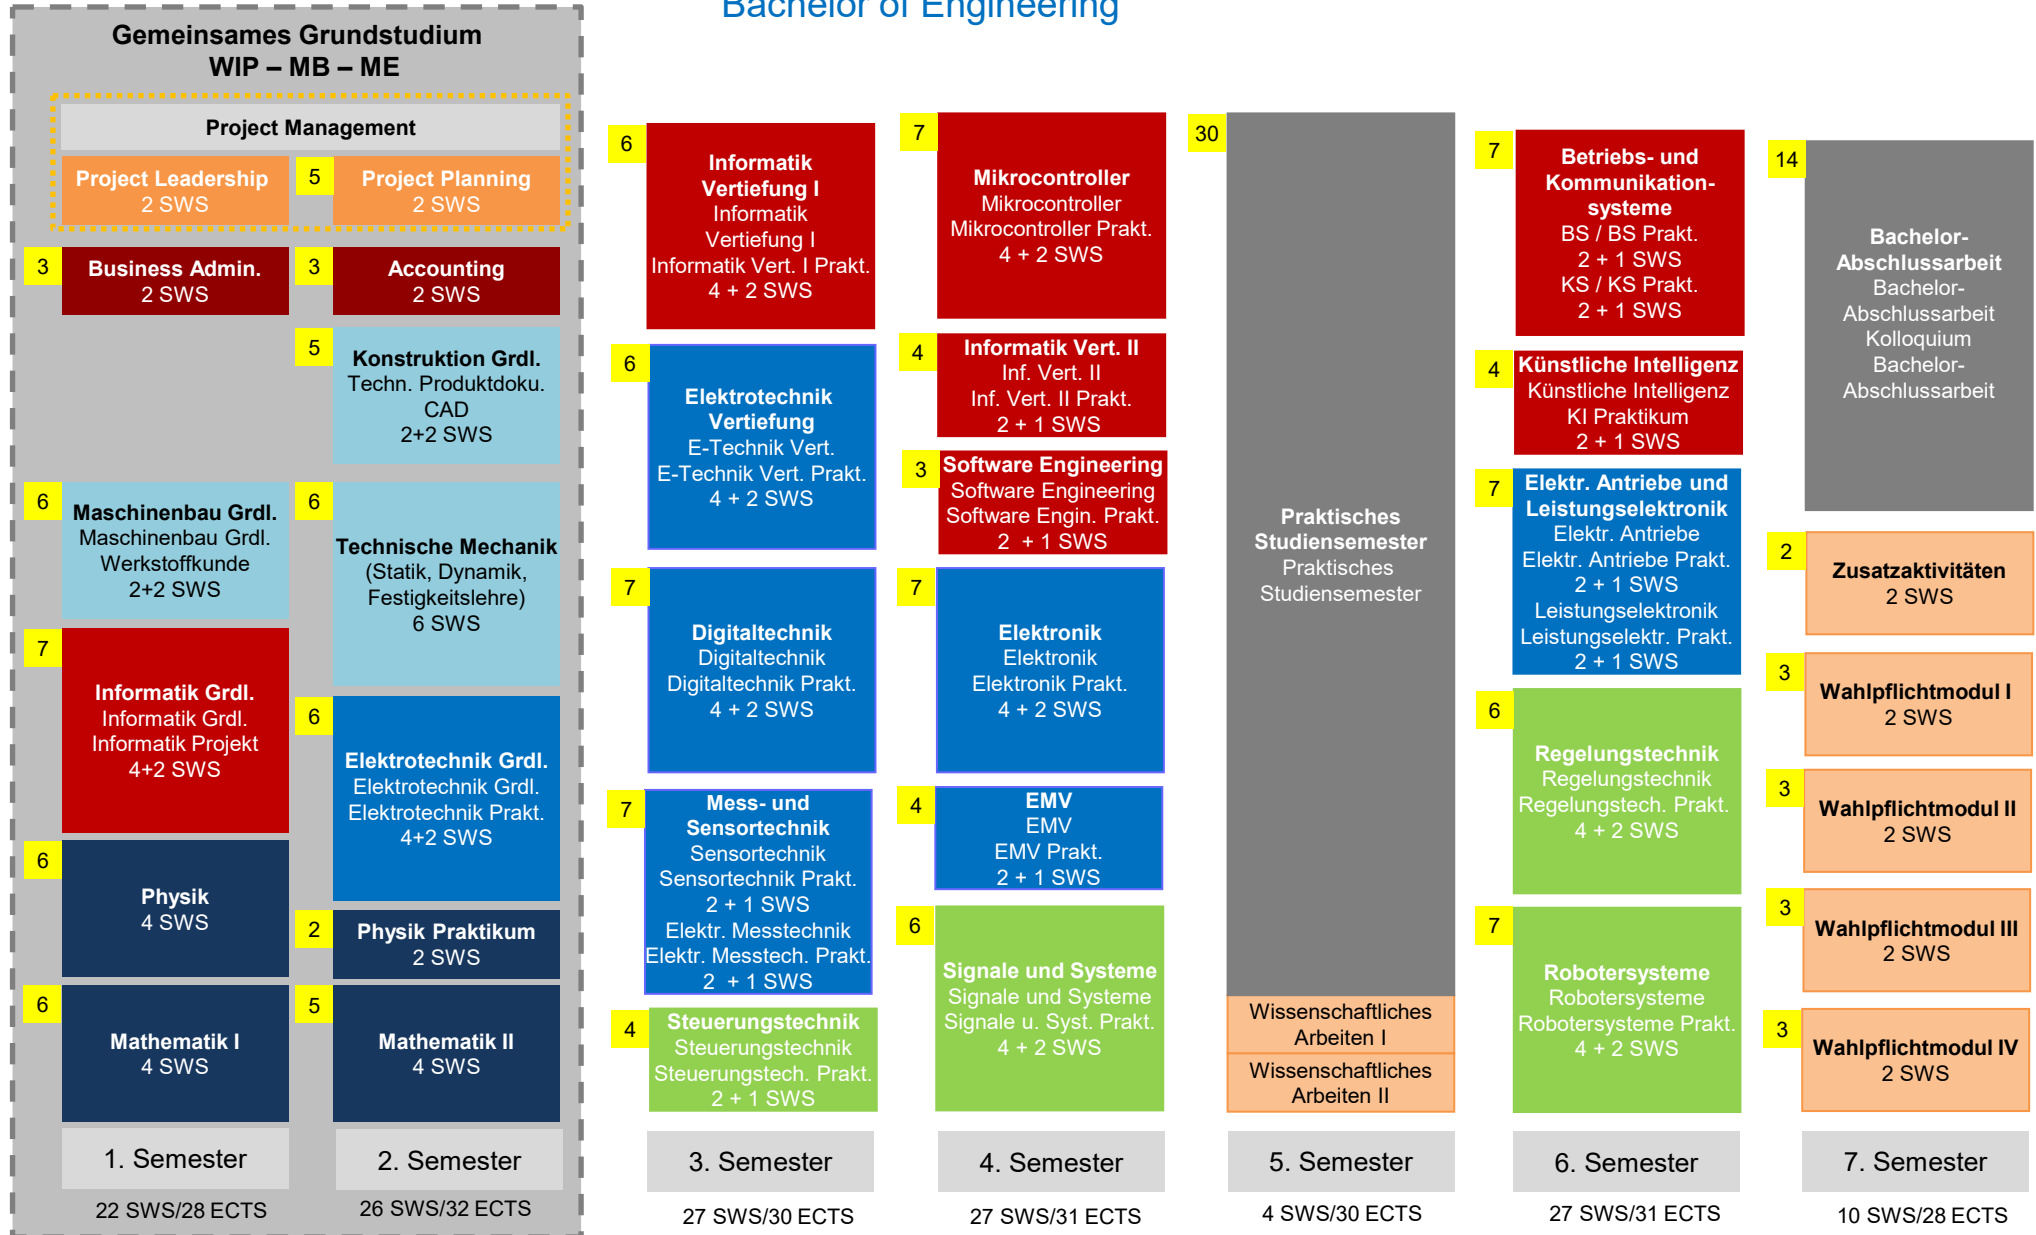 Bachelor of Engineering
Gemeinsames Grundstudium
WIP – MB – ME
Project Management
Project Leadership
2 SWS
5
Project Planning
2 SWS
3
Business Admin.
2 SWS
3
Accounting
2 SWS
5
Konstruktion Grdl.
Techn. Produktdoku.
CAD
2+2 SWS
6
Maschinenbau Grdl.
Maschinenbau Grdl.
Werkstoffkunde
2+2 SWS
6
Technische Mechanik
(Statik, Dynamik,
Festigkeitslehre)
6 SWS
7
Informatik Grdl.
Informatik Grdl.
Informatik Projekt
4+2 SWS
6
Elektrotechnik Grdl.
Elektrotechnik Grdl.
Elektrotechnik Prakt.
4+2 SWS
6
Physik
4 SWS
2
Physik Praktikum
2 SWS
6
Mathematik I
4 SWS
5
Mathematik II
4 SWS
1. Semester
22 SWS/28 ECTS
2. Semester
26 SWS/32 ECTS
6
Informatik
Vertiefung I
Informatik
Vertiefung I
Informatik Vert. I Prakt.
4 + 2 SWS
6
Elektrotechnik
Vertiefung
E-Technik Vert.
E-Technik Vert. Prakt.
4 + 2 SWS
7
Digitaltechnik
Digitaltechnik
Digitaltechnik Prakt.
4 + 2 SWS
7
Mess- und
Sensortechnik
Sensortechnik
Sensortechnik Prakt.
2 + 1 SWS
Elektr. Messtechnik
Elektr. Messtech. Prakt.
2 + 1 SWS
4
Steuerungstechnik
Steuerungstechnik
Steuerungstech. Prakt.
2 + 1 SWS
3. Semester
27 SWS/30 ECTS
7
Mikrocontroller
Mikrocontroller
Mikrocontroller Prakt.
4 + 2 SWS
4
Informatik Vert. II
Inf. Vert. II
Inf. Vert. II Prakt.
2 + 1 SWS
3
Software Engineering
Software Engineering
Software Engin. Prakt.
2 + 1 SWS
7
Elektronik
Elektronik
Elektronik Prakt.
4 + 2 SWS
4
EMV
EMV
EMV Prakt.
2 + 1 SWS
6
Signale und Systeme
Signale und Systeme
Signale u. Syst. Prakt.
4 + 2 SWS
4. Semester
27 SWS/31 ECTS
30
Praktisches
Studiensemester
Praktisches
Studiensemester
Wissenschaftliches
Arbeiten I
Wissenschaftliches
Arbeiten II
5. Semester
4 SWS/30 ECTS
7
Betriebs- und
Kommunikation-
systeme
BS / BS Prakt.
2 + 1 SWS
KS / KS Prakt.
2 + 1 SWS
4
Künstliche Intelligenz
Künstliche Intelligenz
KI Praktikum
2 + 1 SWS
7
Elektr. Antriebe und
Leistungselektronik
Elektr. Antriebe
Elektr. Antriebe Prakt.
2 + 1 SWS
Leistungselektronik
Leistungselektr. Prakt.
2 + 1 SWS
6
Regelungstechnik
Regelungstechnik
Regelungstech. Prakt.
4 + 2 SWS
7
Robotersysteme
Robotersysteme
Robotersysteme Prakt.
4 + 2 SWS
6. Semester
27 SWS/31 ECTS
14
Bachelor-
Abschlussarbeit
Bachelor-
Abschlussarbeit
Kolloquium
Bachelor-
Abschlussarbeit
2
Zusatzaktivitäten
2 SWS
3
Wahlpflichtmodul I
2 SWS
3
Wahlpflichtmodul II
2 SWS
3
Wahlpflichtmodul III
2 SWS
3
Wahlpflichtmodul IV
2 SWS
7. Semester
10 SWS/28 ECTS